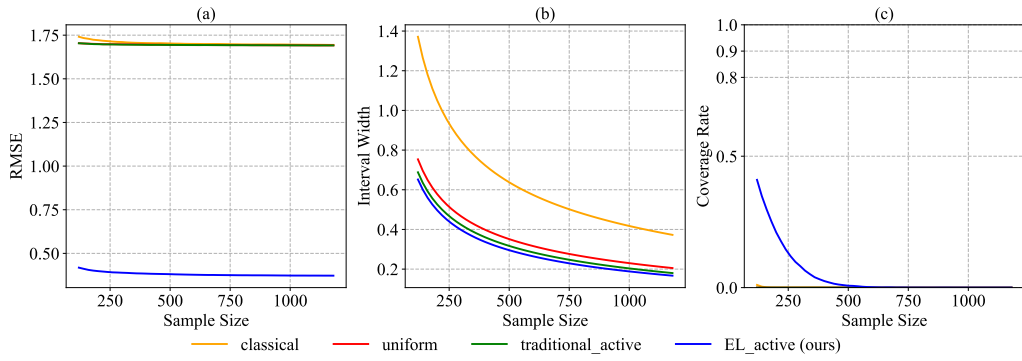 (a)
1.75
1.50
1.25
1.00
0.75
0.50
RMSE
250 500 750 1000
Sample Size
(b)
1.4
1.2
1.0
0.8
0.6
0.4
0.2
Interval Width
250 500 750 1000
Sample Size
(c)
1.0
0.9
0.8
0.5
0.0
Coverage Rate
250 500 750 1000
Sample Size
classical uniform traditional_active EL_active (ours)